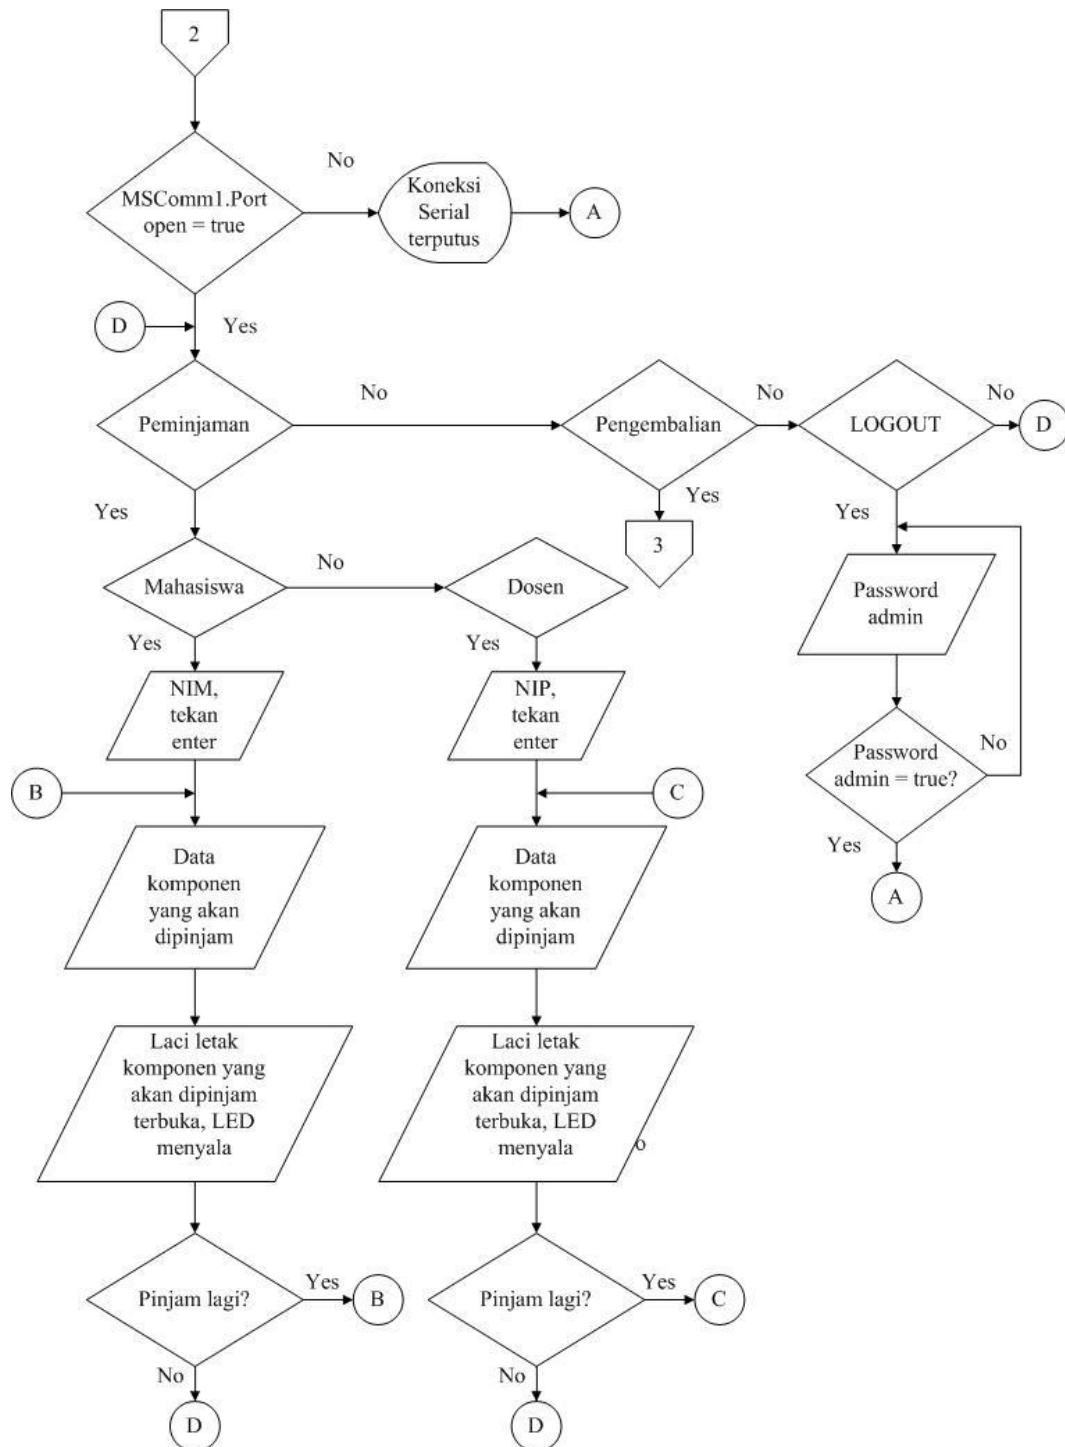 2
MSComm1.Port
open = true
No
Koneksi
Serial
terputus
A
D
Yes
Peminjaman
No
Pengembalian
No
LOGOUT
No
D
Yes
Yes
3
Yes
Mahasiswa
No
Dosen
Password
admin
Yes
Yes
NIM,
tekan
enter
NIP,
tekan
enter
Password
admin = true?
No
B
C
Yes
A
Data
komponen
yang akan
dipinjam
Data
komponen
yang akan
dipinjam
Laci letak
komponen yang
akan dipinjam
terbuka, LED
menyala
Laci letak
komponen yang
akan dipinjam
terbuka, LED
menyala
o
Pinjam lagi?
Yes
B
Pinjam lagi?
Yes
C
No
D
No
D